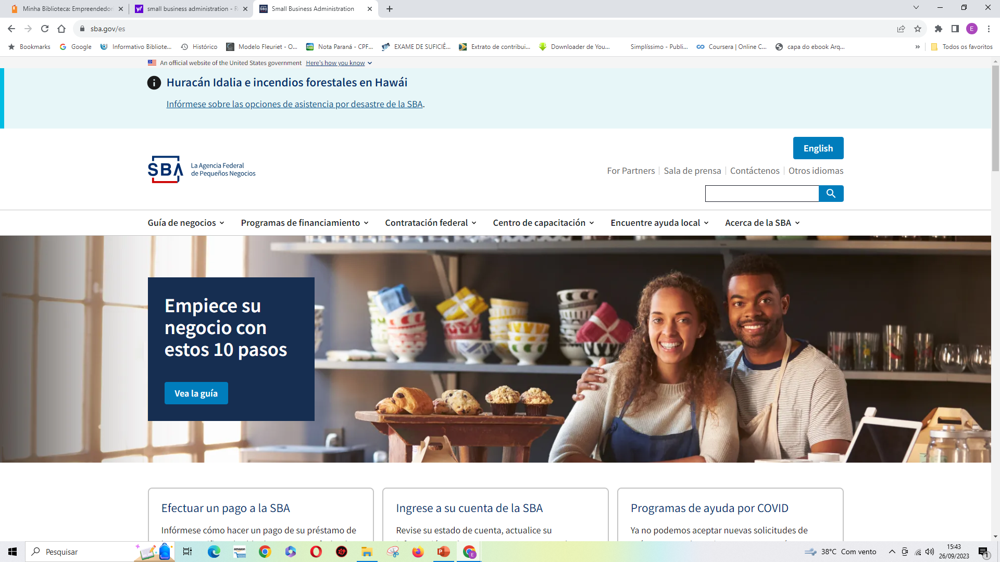 Minha Biblioteca: Empreendedor
small business administration - R
Small Business Administration
sba.gov/es
E
Bookmarks
Google
Informativo Bibliote...
Histórico
Modelo Fleuriet - O...
Nota Paraná - CPF...
EXAME DE SUFICIÊ...
Extrato de contribui...
Downloader de You...
Simplíssimo - Publi...
Coursera | Online C...
capa do ebook Arq...
»
Todos os favoritos
An official website of the United States government Here's how you know
Huracán Idalia e incendios forestales en Hawái
Infórmese sobre las opciones de asistencia por desastre de la SBA.
English
SBA
La Agencia Federal
de Pequeños Negocios
For Partners
Sala de prensa
Contáctenos
Otros idiomas
Guía de negocios
Programas de financiamiento
Contratación federal
Centro de capacitación
Encuentre ayuda local
Acerca de la SBA
Empiece su
negocio con
estos 10 pasos
Vea la guía
Efectuar un pago a la SBA
Infórmese cómo hacer un pago de su préstamo de
Ingrese a su cuenta de la SBA
Revise su estado de cuenta, actualice su
Programas de ayuda por COVID
Ya no podemos aceptar nuevas solicitudes de
Pesquisar
38°C Com vento
15:43
26/09/2023
1